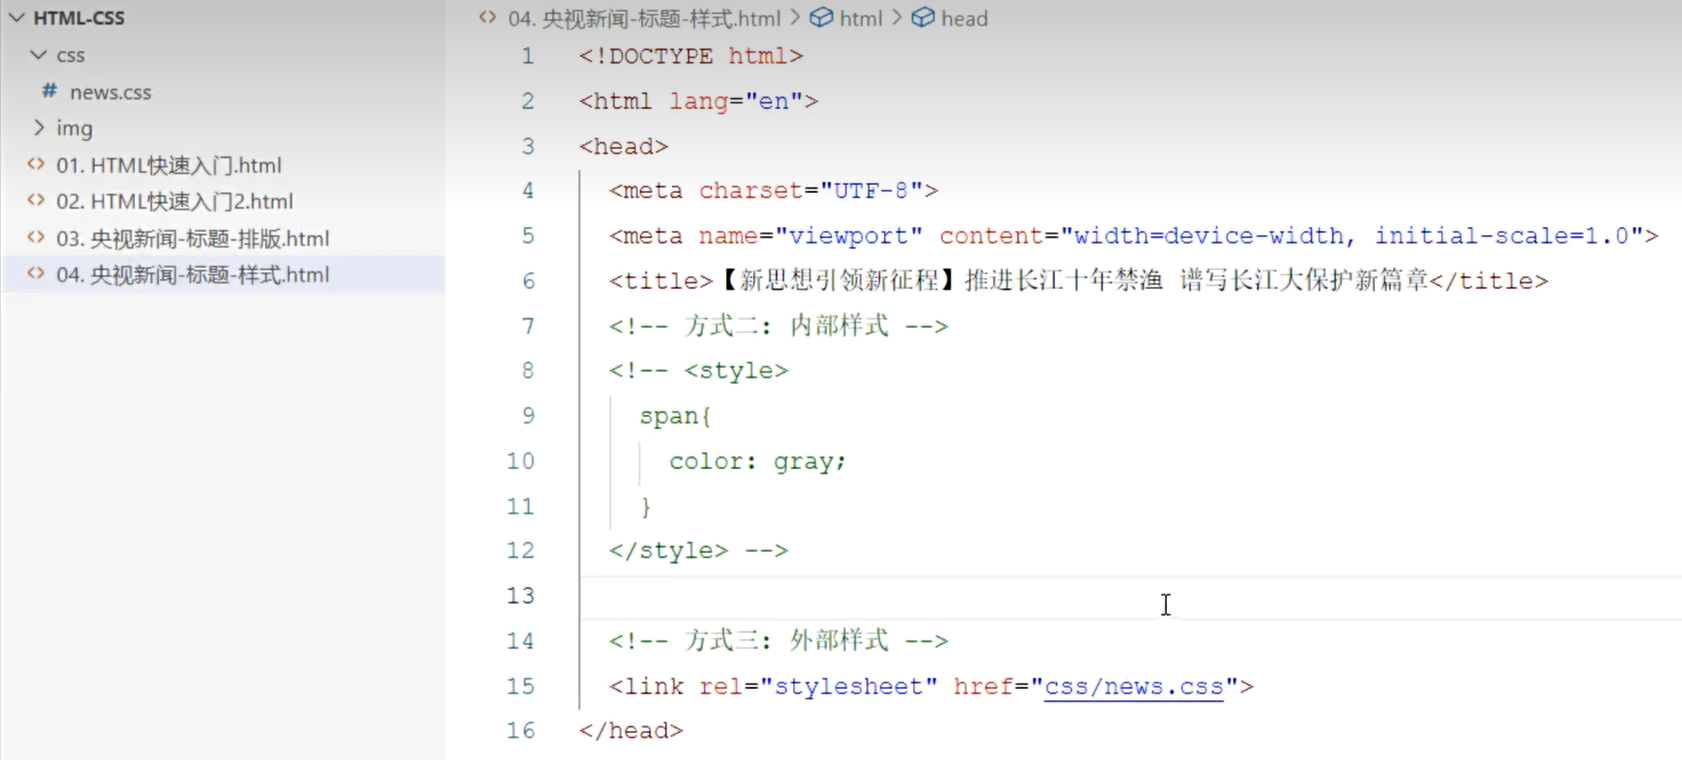 HTML-CSS
css
# news.css
img
01. HTML快速入门.html
02. HTML快速入门2.html
03. 央视新闻-标题-排版.html
04. 央视新闻-标题-样式.html
04. 央视新闻-标题-样式.html > html > head
1 <!DOCTYPE html>
2 <html lang="en">
3 <head>
4 <meta charset="UTF-8">
5 <meta name="viewport" content="width=device-width, initial-scale=1.0">
6 <title>【新思想引领新征程】推进长江十年禁渔 谱写长江大保护新篇章</title>
7 <!-- 方式二: 内部样式 -->
8 <!-- <style>
9 span{
10 color: gray;
11 }
12 </style> -->
13
14 <!-- 方式三: 外部样式 -->
15 <link rel="stylesheet" href="css/news.css">
16 </head>